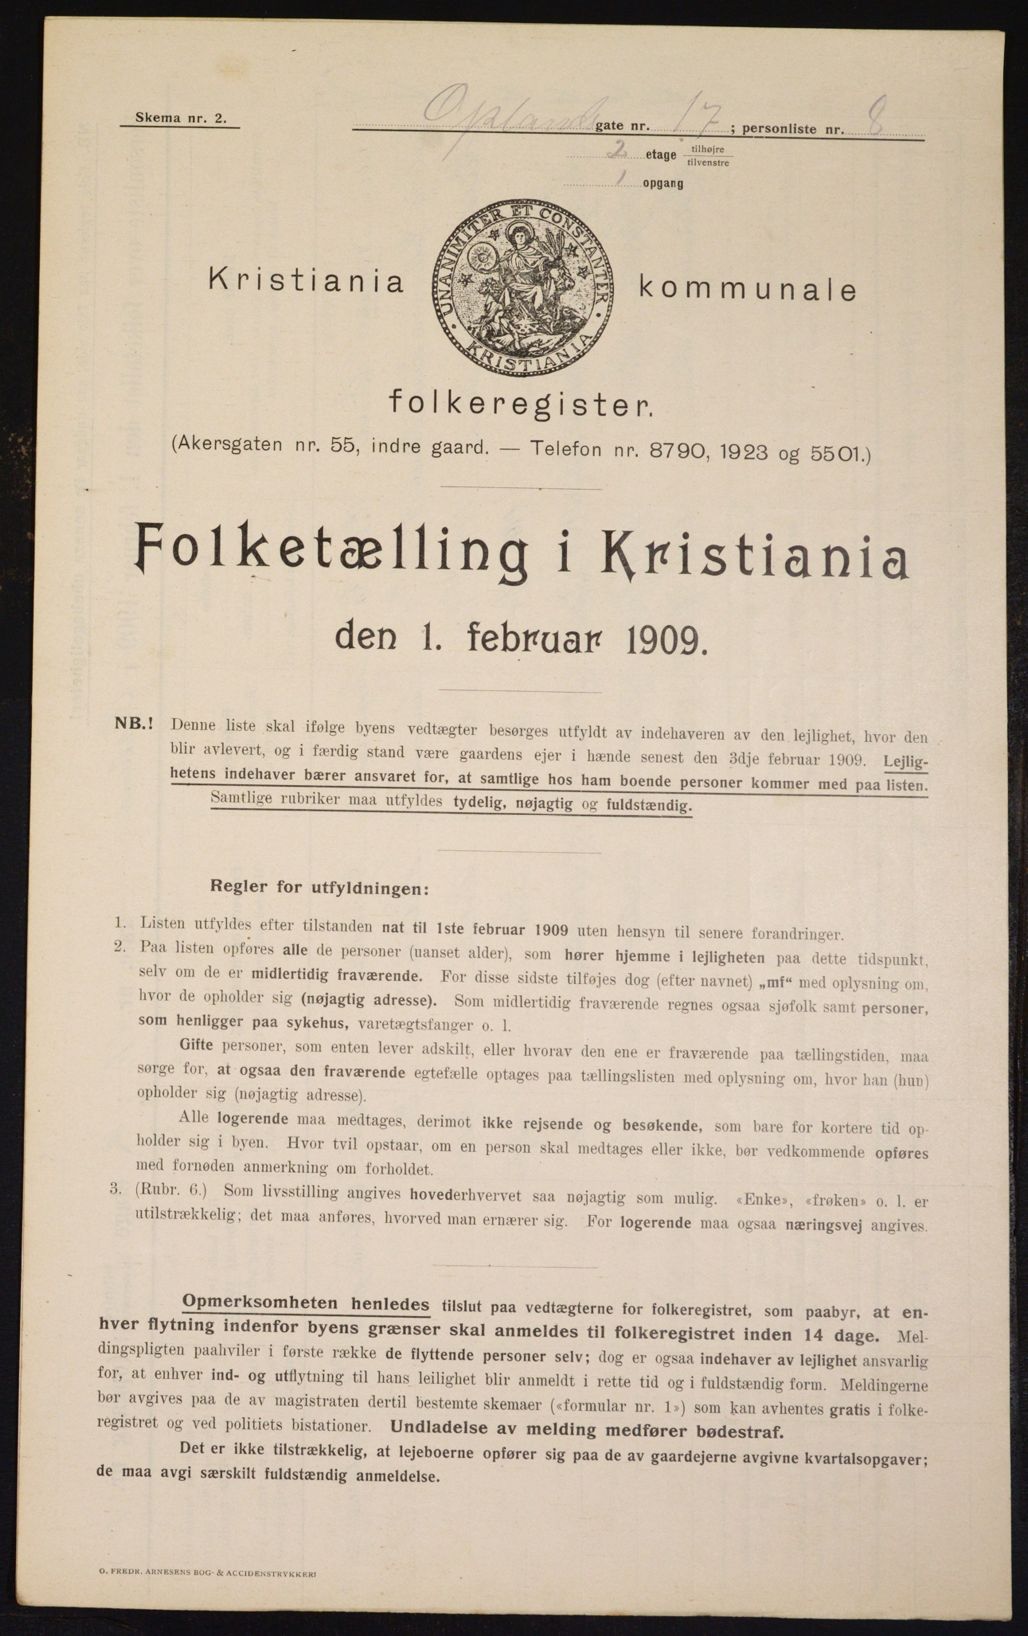 Skema nr. 2.
Oplands gate nr. 17; personliste nr. 8
2 etage tilhøjre
tilvenstre
1 opgang
UNANIMITER ET CONSTANTER
KRISTIANIA
Kristiania kommunale
folkeregister.
(Akersgaten nr. 55, indre gaard. — Telefon nr. 8790, 1923 og 5501.)
Folketælling i Kristiania
den 1. februar 1909.
NB.! Denne liste skal ifølge byens vedtægter besørges utfyldt av indehaveren av den lejlighet, hvor den
blir avlevert, og i færdig stand være gaardens ejer i hænde senest den 3dje februar 1909. Lejlig-
hetens indehaver bærer ansvaret for, at samtlige hos ham boende personer kommer med paa listen.
Samtlige rubriker maa utfyldes tydelig, nøjagtig og fuldstændig.
Regler for utfyldningen:
1. Listen utfyldes efter tilstanden nat til 1ste februar 1909 uten hensyn til senere forandringer.
2. Paa listen opføres alle de personer (uanset alder), som hører hjemme i lejligheten paa dette tidspunkt,
selv om de er midlertidig fraværende. For disse sidste tilføjes dog (efter navnet) „mf“ med oplysning om,
hvor de opholder sig (nøjagtig adresse). Som midlertidig fraværende regnes ogsaa sjøfolk samt personer,
som henligger paa sykehus, varetægtsfanger o. l.
Gifte personer, som enten lever adskilt, eller hvorav den ene er fraværende paa tællingstiden, maa
sørge for, at ogsaa den fraværende egtefælle optages paa tællingslisten med oplysning om, hvor han (hun)
opholder sig (nøjagtig adresse).
Alle logerende maa medtages, derimot ikke rejsende og besøkende, som bare for kortere tid op-
holder sig i byen. Hvor tvil opstaar, om en person skal medtages eller ikke, bør vedkommende opføres
med fornøden anmerkning om forholdet.
3. (Rubr. 6.) Som livsstilling angives hovederhvervet saa nøjagtig som mulig. «Enke», «frøken» o. l. er
utilstrækkelig; det maa anføres, hvorved man ernærer sig. For logerende maa ogsaa næringsvej angives.
Opmerksomheten henledes tilslut paa vedtægterne for folkeregistret, som paabyr, at en-
hver flytning indenfor byens grænser skal anmeldes til folkeregistret inden 14 dage. Mel-
dingspligten paahviler i første række de flyttende personer selv; dog er ogsaa indehaver av lejlighet ansvarlig
for, at enhver ind- og utflytning til hans leilighet blir anmeldt i rette tid og i fuldstændig form. Meldingerne
bør avgives paa de av magistraten dertil bestemte skemaer («formular nr. 1») som kan avhentes gratis i folke-
registret og ved politiets bistationer. Undladelse av melding medfører bødestraf.
Det er ikke tilstrækkelig, at lejeboerne opfører sig paa de av gaardejerne avgivne kvartalsopgaver;
de maa avgi særskilt fuldstændig anmeldelse.
O. FREDR. ARNESENS BOG- & ACCIDENSTRYKKERI